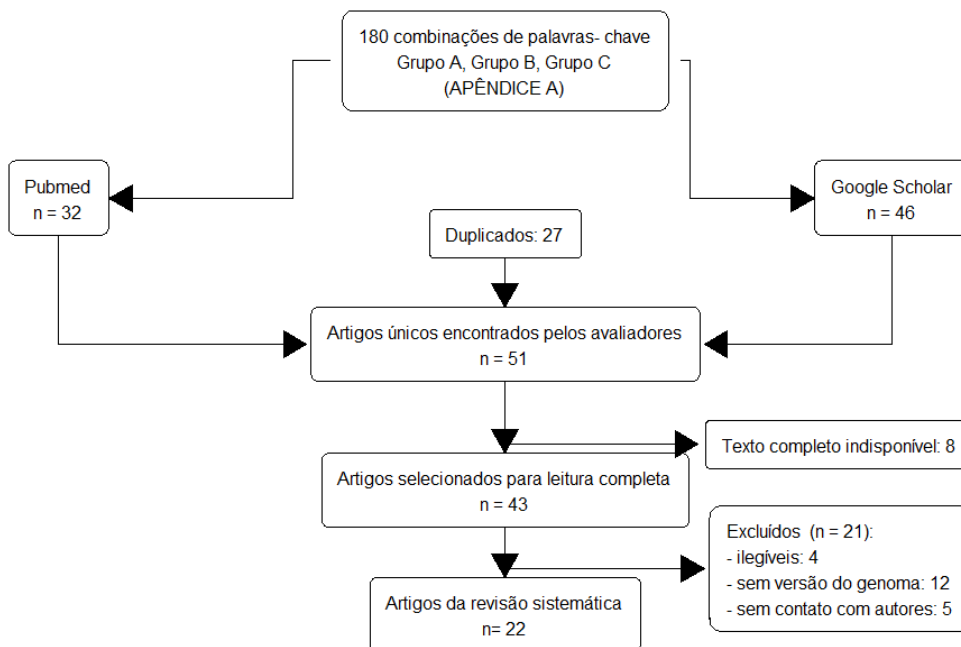 180 combinações de palavras- chave
Grupo A, Grupo B, Grupo C
(APÊNDICE A)
Pubmed
n = 32
Google Scholar
n = 46
Duplicados: 27
Artigos únicos encontrados pelos avaliadores
n = 51
Texto completo indisponível: 8
Artigos selecionados para leitura completa
n = 43
Excluídos (n = 21):
- ilegíveis: 4
- sem versão do genoma: 12
- sem contato com autores: 5
Artigos da revisão sistemática
n= 22